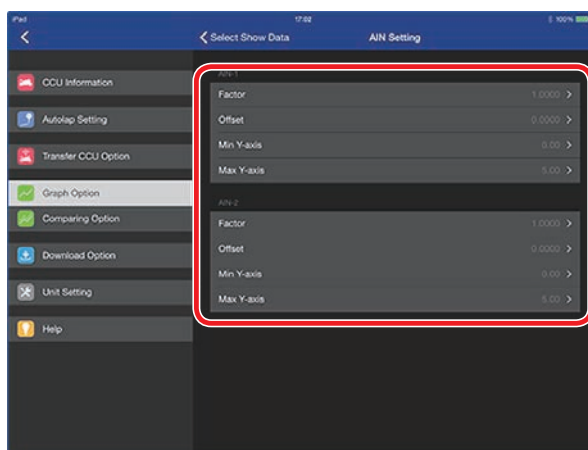 iPad 17:02 100%
Select Show Data AIN Setting
CCU Information
Autolap Setting
Transfer CCU Option
Graph Option
Comparing Option
Download Option
Unit Setting
Help
AIN-1
Factor 1.0000
Offset 0.0000
Min Y-axis 0.00
Max Y-axis 5.00
AIN-2
Factor 1.0000
Offset 0.0000
Min Y-axis 0.00
Max Y-axis 5.00